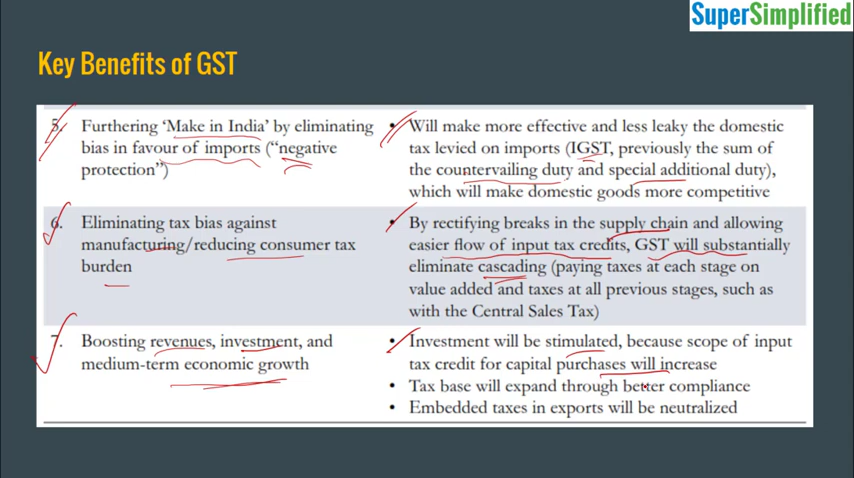 SuperSimplified
Key Benefits of GST
5. Furthering ‘Make in India’ by eliminating
bias in favour of imports (“negative
protection”)
• Will make more effective and less leaky the domestic
tax levied on imports (IGST, previously the sum of
the countervailing duty and special additional duty),
which will make domestic goods more competitive
6. Eliminating tax bias against
manufacturing/reducing consumer tax
burden
• By rectifying breaks in the supply chain and allowing
easier flow of input tax credits, GST will substantially
eliminate cascading (paying taxes at each stage on
value added and taxes at all previous stages, such as
with the Central Sales Tax)
7. Boosting revenues, investment, and
medium-term economic growth
• Investment will be stimulated, because scope of input
tax credit for capital purchases will increase
• Tax base will expand through better compliance
• Embedded taxes in exports will be neutralized